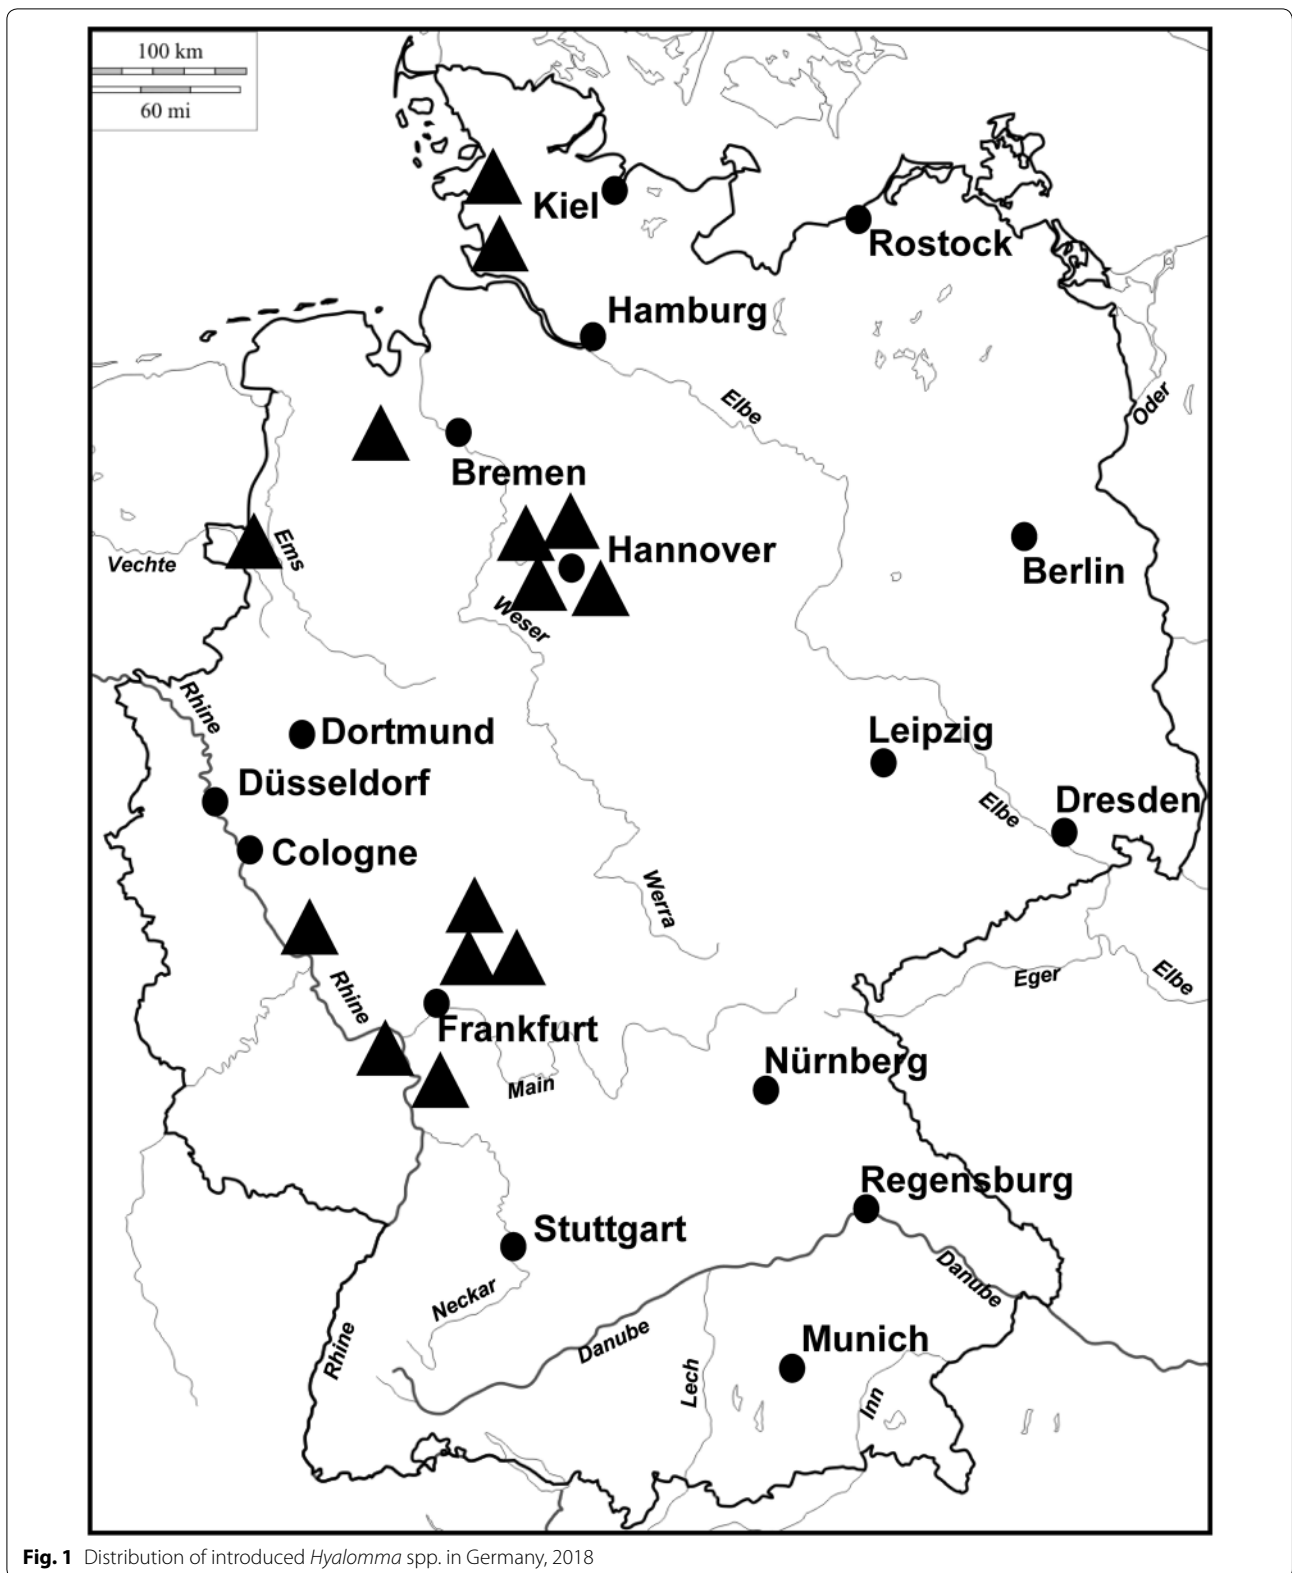 100 km
60 mi
Kiel
Rostock
Hamburg
Elbe
Oder
Bremen
Hannover
Ems
Vechte
Berlin
Weser
Rhine
Dortmund
Leipzig
Düsseldorf
Elbe
Dresden
Cologne
Werra
Rhine
Eger
Elbe
Frankfurt
Nürnberg
Main
Regensburg
Stuttgart
Neckar
Danube
Danube
Rhine
Munich
Lech
Inn
Fig. 1 Distribution of introduced Hyalomma spp. in Germany, 2018